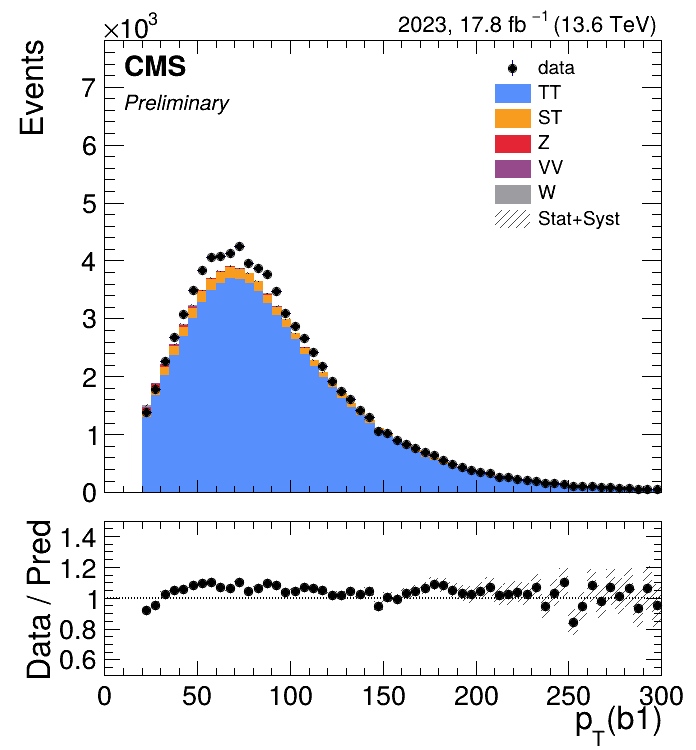 ×10³
2023, 17.8 fb⁻¹ (13.6 TeV)
CMS
Preliminary
Events
data
TT
ST
Z
VV
W
Stat+Syst
7
6
5
4
3
2
1
0
Data / Pred
1.4
1.2
1
0.8
0.6
0 50 100 150 200 250 300
p_T(b1)